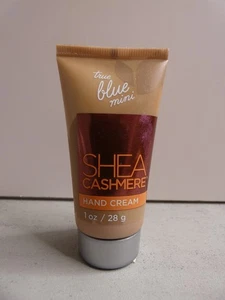 true
blue
mini
SHEA
CASHMERE
HAND CREAM
1 oz / 28 g